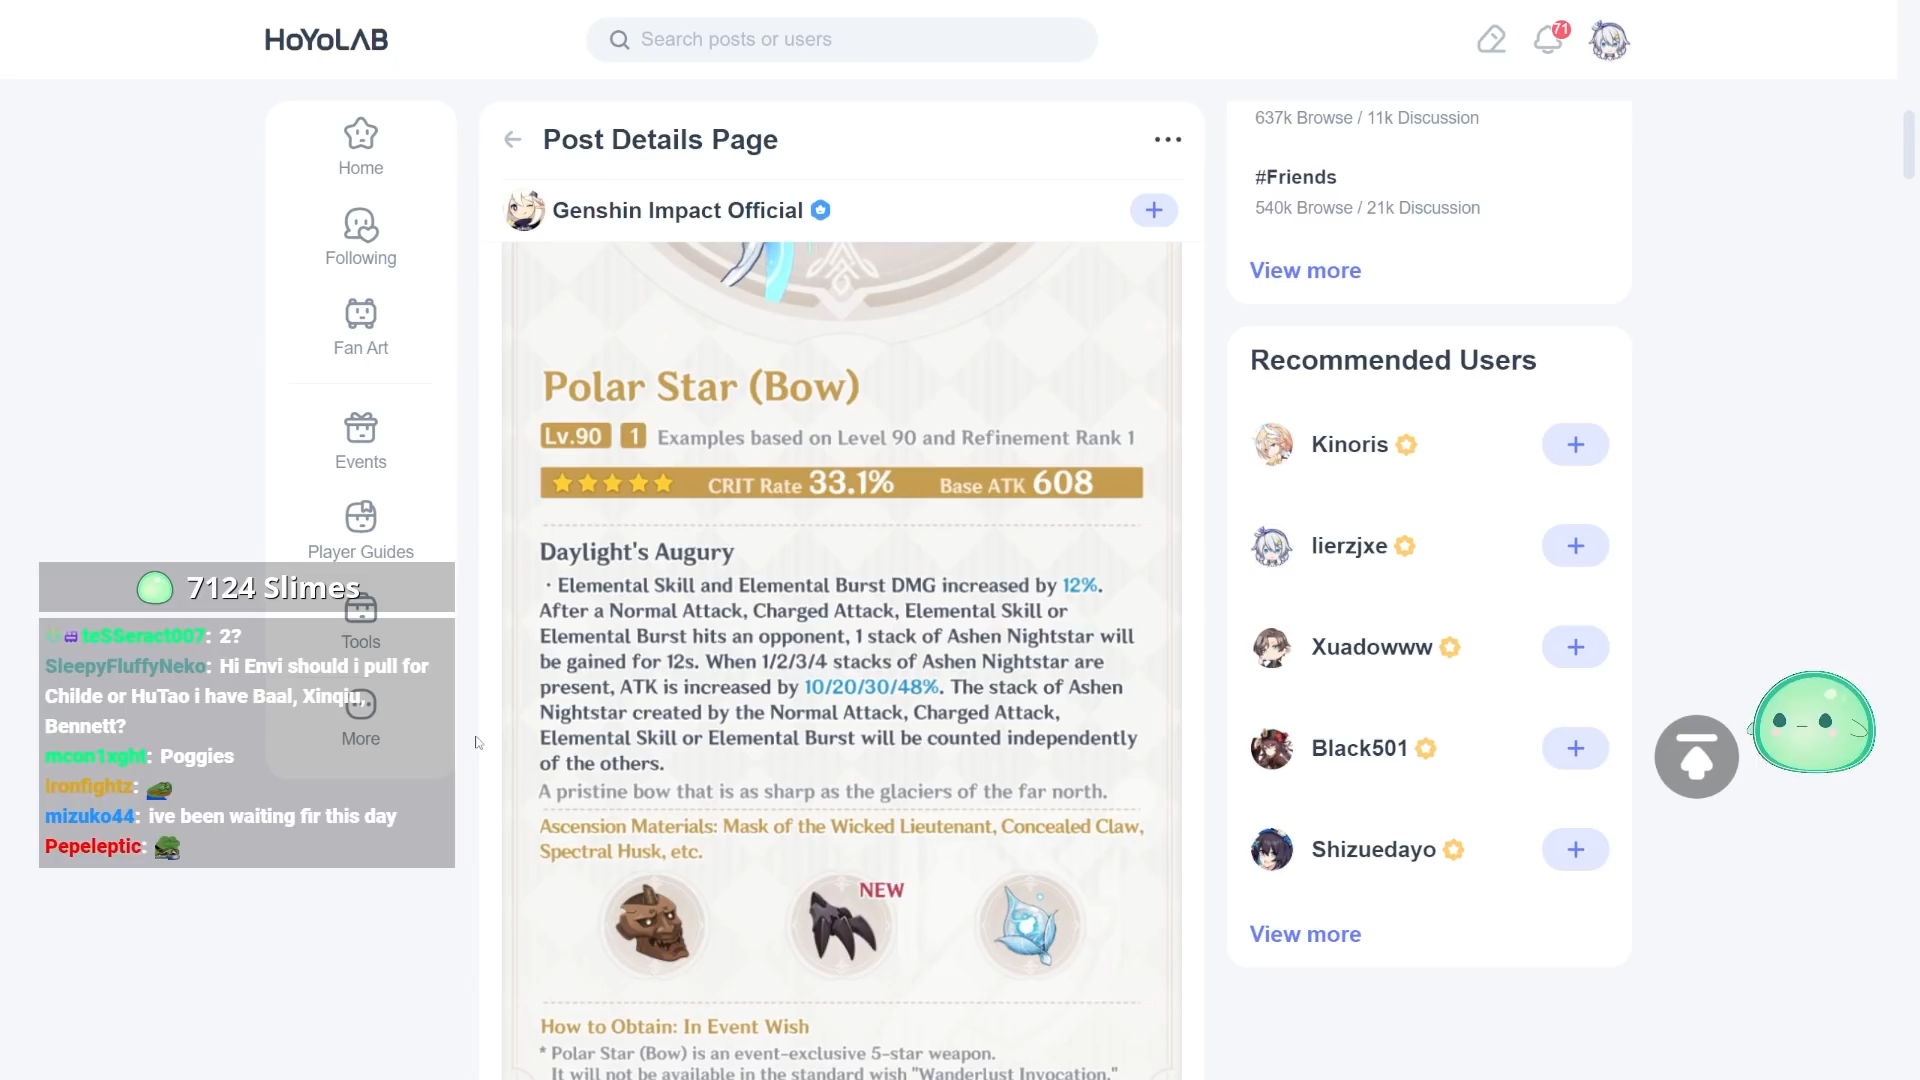 HoYoLAB
Search posts or users
71
Home
Following
Fan Art
Events
Player Guides
Tools
More
7124 Slimes
teSSeract007: 2?
SleepyFluffyNeko: Hi Envi should i pull for
Childe or HuTao i have Baal, Xinqiu,
Bennett?
mcon1xght: Poggies
ironfightz:
mizuko44: ive been waiting fir this day
Pepeleptic:
Post Details Page
Genshin Impact Official
Polar Star (Bow)
Lv.90 1 Examples based on Level 90 and Refinement Rank 1
CRIT Rate 33.1% Base ATK 608
Daylight's Augury
· Elemental Skill and Elemental Burst DMG increased by 12%.
After a Normal Attack, Charged Attack, Elemental Skill or
Elemental Burst hits an opponent, 1 stack of Ashen Nightstar will
be gained for 12s. When 1/2/3/4 stacks of Ashen Nightstar are
present, ATK is increased by 10/20/30/48%. The stack of Ashen
Nightstar created by the Normal Attack, Charged Attack,
Elemental Skill or Elemental Burst will be counted independently
of the others.
A pristine bow that is as sharp as the glaciers of the far north.
Ascension Materials: Mask of the Wicked Lieutenant, Concealed Claw,
Spectral Husk, etc.
NEW
How to Obtain: In Event Wish
* Polar Star (Bow) is an event-exclusive 5-star weapon.
It will not be available in the standard wish "Wanderlust Invocation."
637k Browse / 11k Discussion
#Friends
540k Browse / 21k Discussion
View more
Recommended Users
Kinoris
lierzjxe
Xuadowww
Black501
Shizuedayo
View more